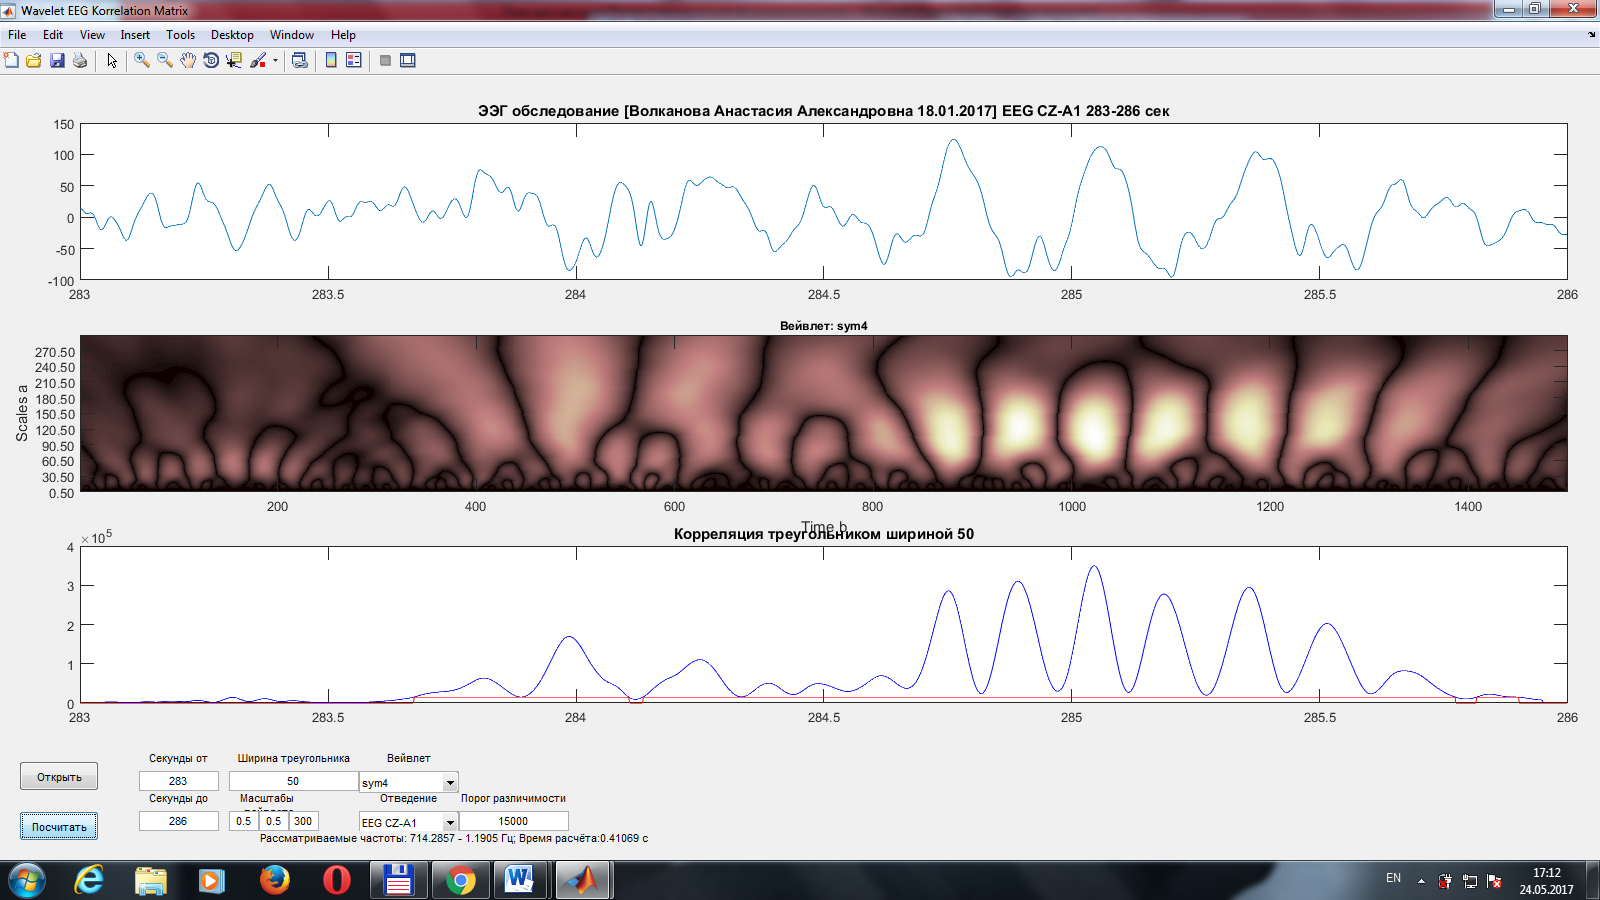 Wavelet EEG Korrelation Matrix
File Edit View Insert Tools Desktop Window Help
ЭЭГ обследование [Волканова Анастасия Александровна 18.01.2017] EEG CZ-A1 283-286 сек
150
100
50
0
-50
-100
283 283.5 284 284.5 285 285.5 286
Вейвлет: sym4
Scales a
270.50
240.50
210.50
180.50
150.50
120.50
90.50
60.50
30.50
0.50
200 400 600 800 1000 1200 1400
Time b
Корреляция треугольником шириной 50
×10^5
4
3
2
1
0
283 283.5 284 284.5 285 285.5 286
Открыть
Секунды от Ширина треугольника Вейвлет
283 50 sym4
Секунды до Масштабы Отведение Порог различимости
Посчитать
286 0.5 0.5 300 EEG CZ-A1 15000
Рассматриваемые частоты: 714.2857 - 1.1905 Гц; Время расчёта:0.41069 с
EN
17:12
24.05.2017